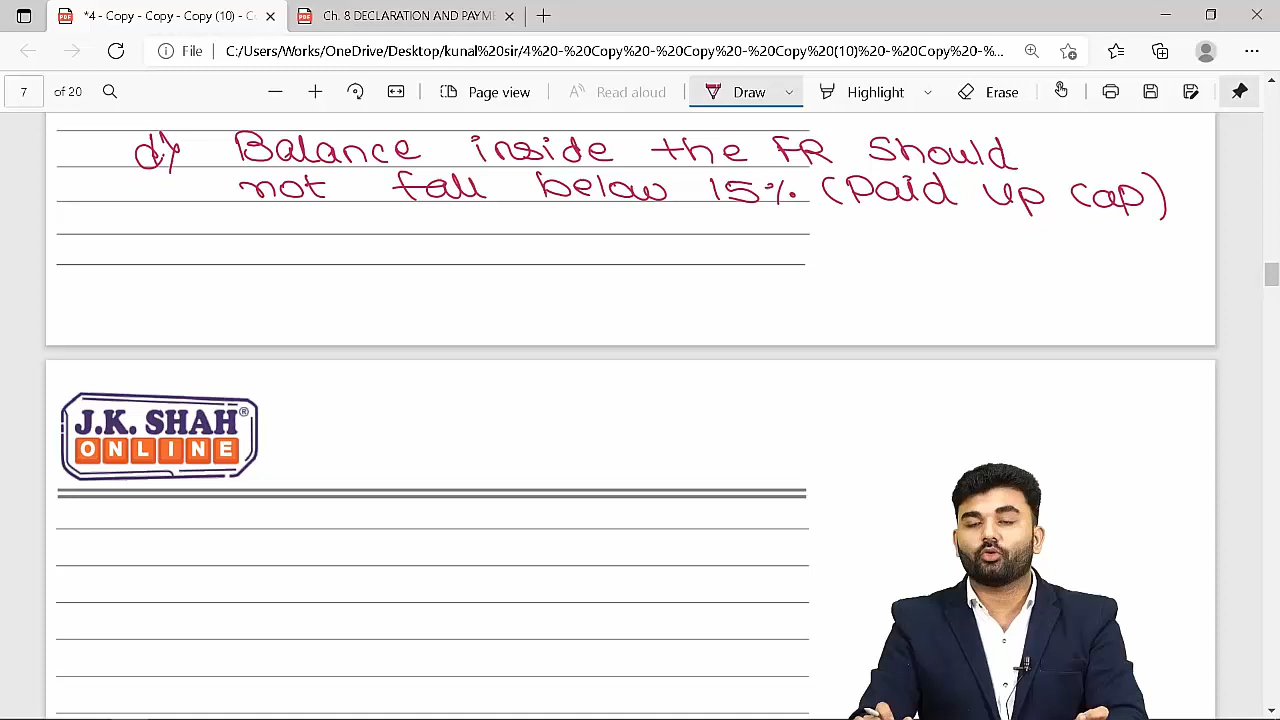 *4 - Copy - Copy - Copy (10) - C
Ch. 8 DECLARATION AND PAYME
File
C:/Users/Works/OneDrive/Desktop/kunal%20sir/4%20-%20Copy%20-%20Copy%20-%20Copy%20(10)%20-%20Copy%20-%...
7 of 20
Page view
Read aloud
Draw
Highlight
Erase
d) Balance inside the FR should
not fall below 15% (Paid up cap)
J.K. SHAH®
ONLINE